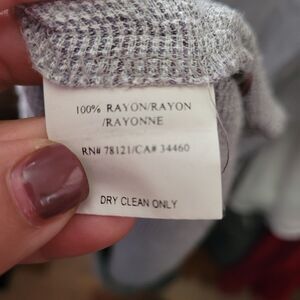 100% RAYON/RAYON
/RAYONNE
RN# 78121/CA# 34460
DRY CLEAN ONLY